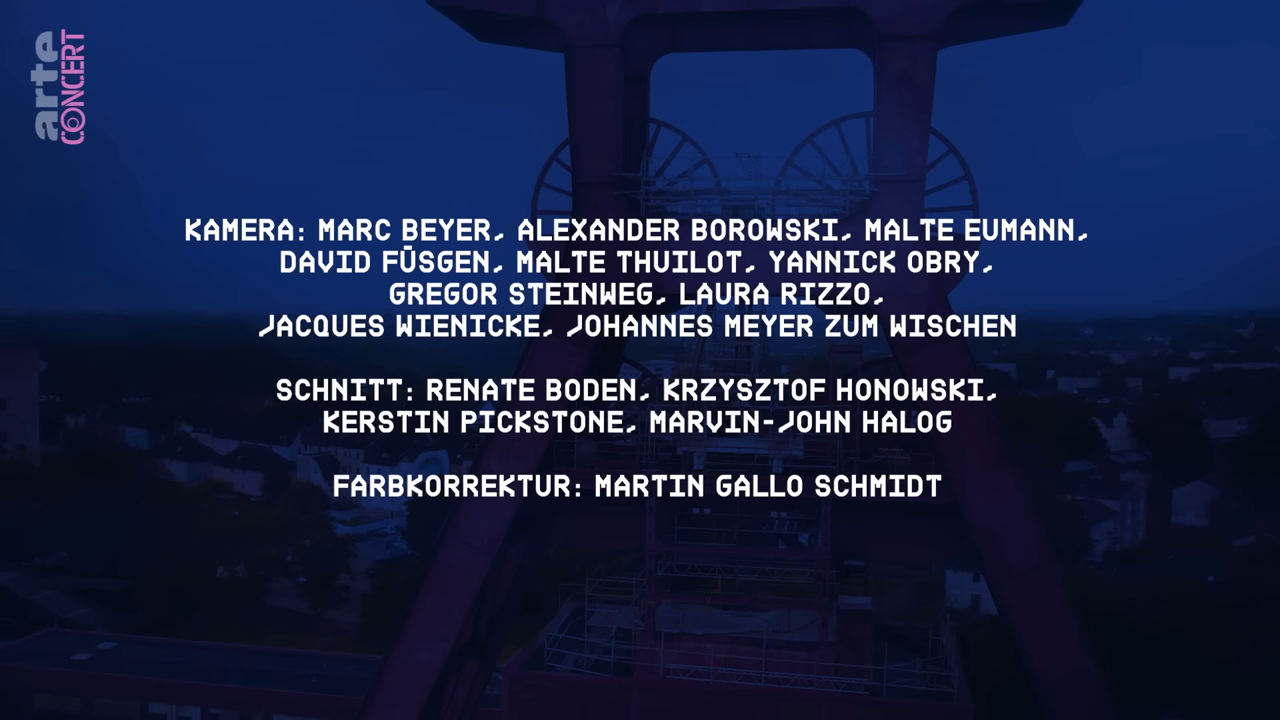 arte
CONCERT
KAMERA: MARC BEYER, ALEXANDER BOROWSKI, MALTE EUMANN,
DAVID FÜSGEN, MALTE THUILOT, YANNICK OBRY,
GREGOR STEINWEG, LAURA RIZZO,
JACQUES WIENICKE, JOHANNES MEYER ZUM WISCHEN
SCHNITT: RENATE BODEN, KRZYSZTOF HONOWSKI,
KERSTIN PICKSTONE, MARVIN-JOHN HALOG
FARBKORREKTUR: MARTIN GALLO SCHMIDT